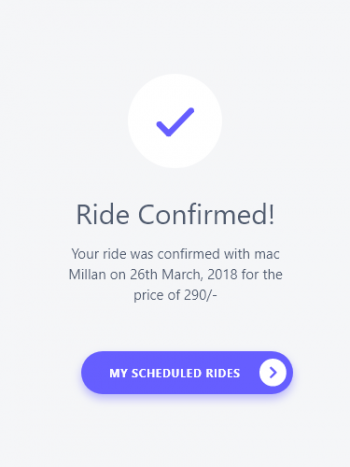 Ride Confirmed!
Your ride was confirmed with mac
Millan on 26th March, 2018 for the
price of 290/-
MY SCHEDULED RIDES